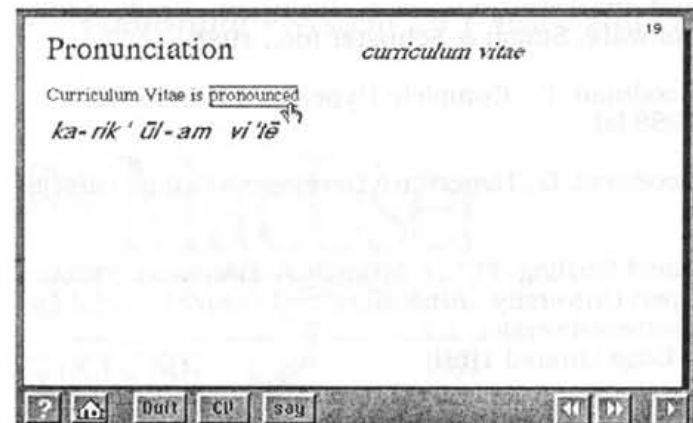 19
Pronunciation
curriculum vitae
Curriculum Vitae is pronounced
ka-rik ' ūl-am vi 'tē
? Quit CV say